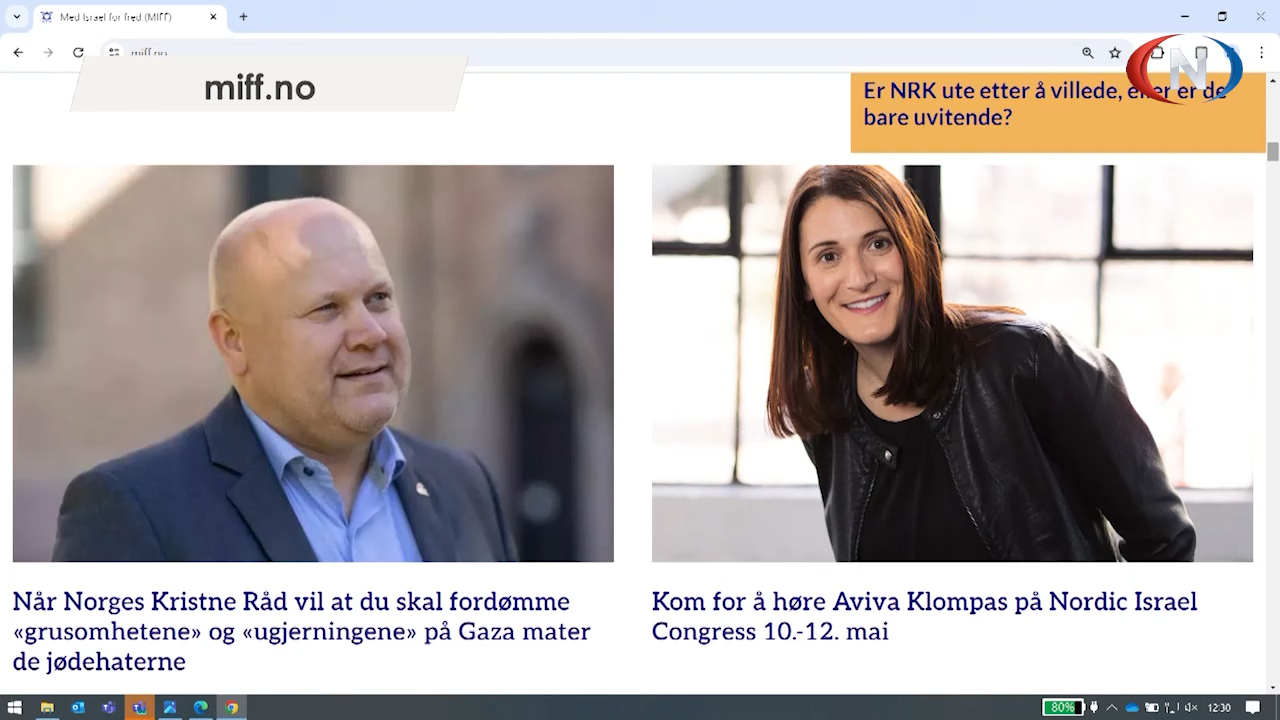 Med Israel for fred (MIFF)
miff.no
miff.no
N
Er NRK ute etter å villede, eller er de
bare uvitende?
Når Norges Kristne Råd vil at du skal fordømme
«grusomhetene» og «ugjerningene» på Gaza mater
de jødehaterne
Kom for å høre Aviva Klompas på Nordic Israel
Congress 10.-12. mai
80%
12:30